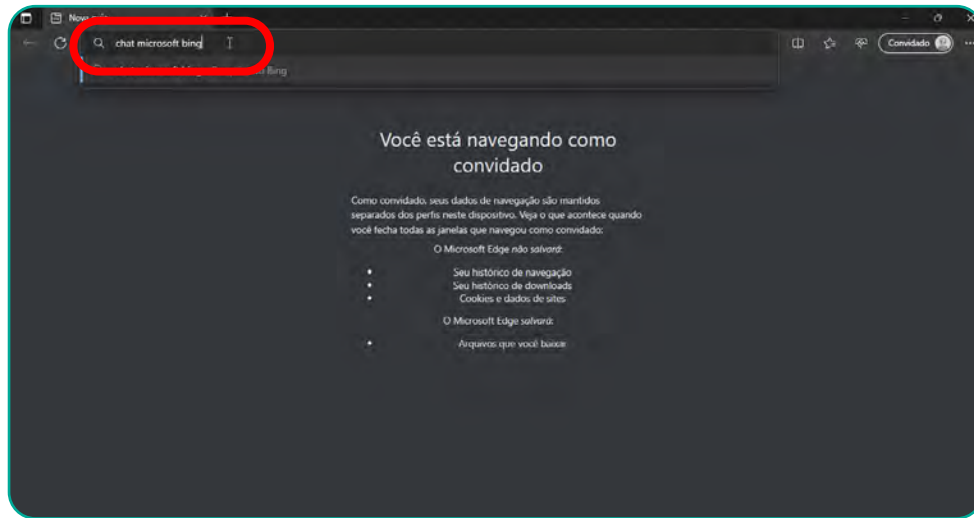 chat microsoft bing
Bing
Convidado
Você está navegando como
convidado
Como convidado, seus dados de navegação são mantidos
separados dos perfis neste dispositivo. Veja o que acontece quando
você fecha todas as janelas que navegou como convidado:
O Microsoft Edge não salvará:
• Seu histórico de navegação
• Seu histórico de downloads
• Cookies e dados de sites
O Microsoft Edge salvará:
• Arquivos que você baixar